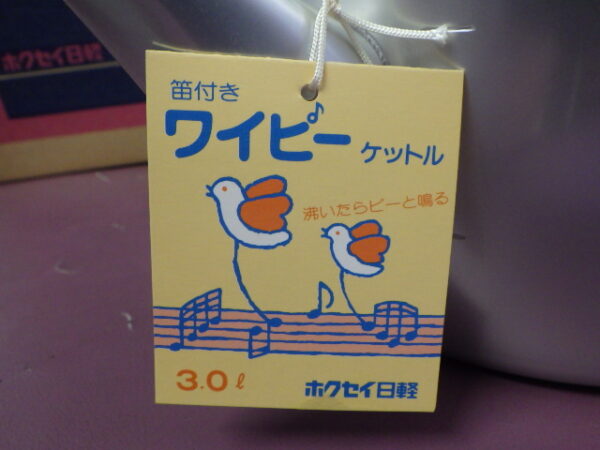 ホクセイ日軽
笛付き
ワイピー ケットル
沸いたらピーと鳴る
3.0ℓ
ホクセイ日軽